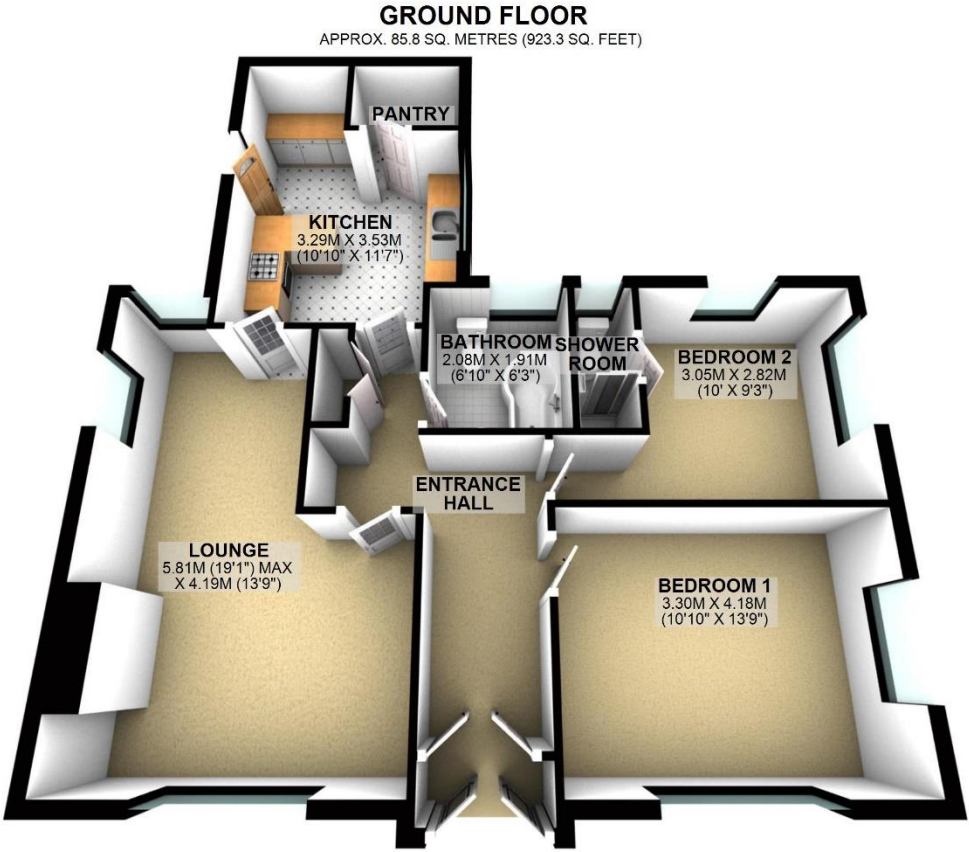 GROUND FLOOR
APPROX. 85.8 SQ. METRES (923.3 SQ. FEET)
PANTRY
KITCHEN
3.29M X 3.53M
(10'10" X 11'7")
BATHROOM
2.08M X 1.91M
(6'10" X 6'3")
SHOWER
ROOM
BEDROOM 2
3.05M X 2.82M
(10' X 9'3")
ENTRANCE
HALL
LOUNGE
5.81M (19'1") MAX
X 4.19M (13'9")
BEDROOM 1
3.30M X 4.18M
(10'10" X 13'9")